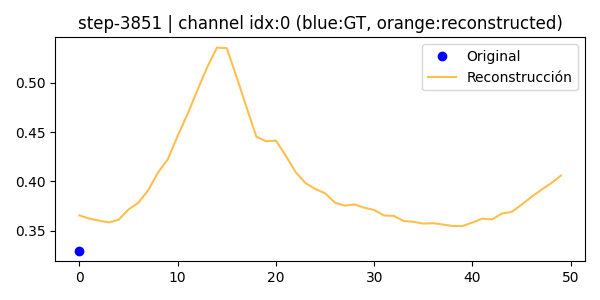 step-3851 | channel idx:0 (blue:GT, orange:reconstructed)
Original
Reconstrucción
0.50
0.45
0.40
0.35
0 10 20 30 40 50